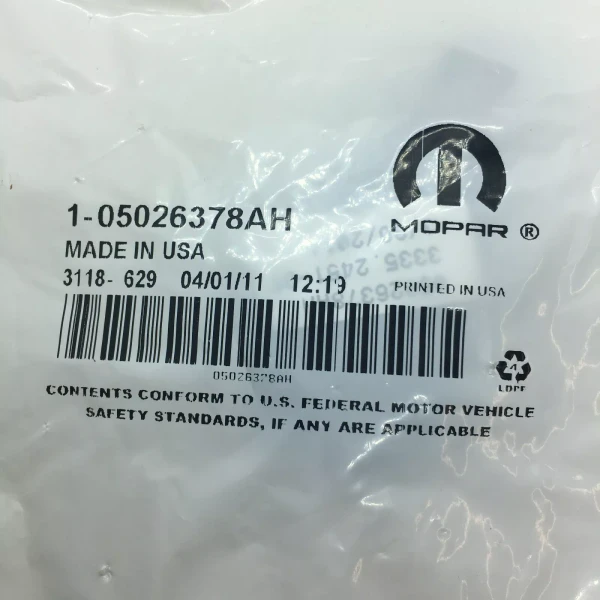 MOPAR ®
1-05026378AH
MADE IN USA
3118- 629 04/01/11 12:19
PRINTED IN USA
05026378AH
4
LDPE
CONTENTS CONFORM TO U.S. FEDERAL MOTOR VEHICLE
SAFETY STANDARDS, IF ANY ARE APPLICABLE